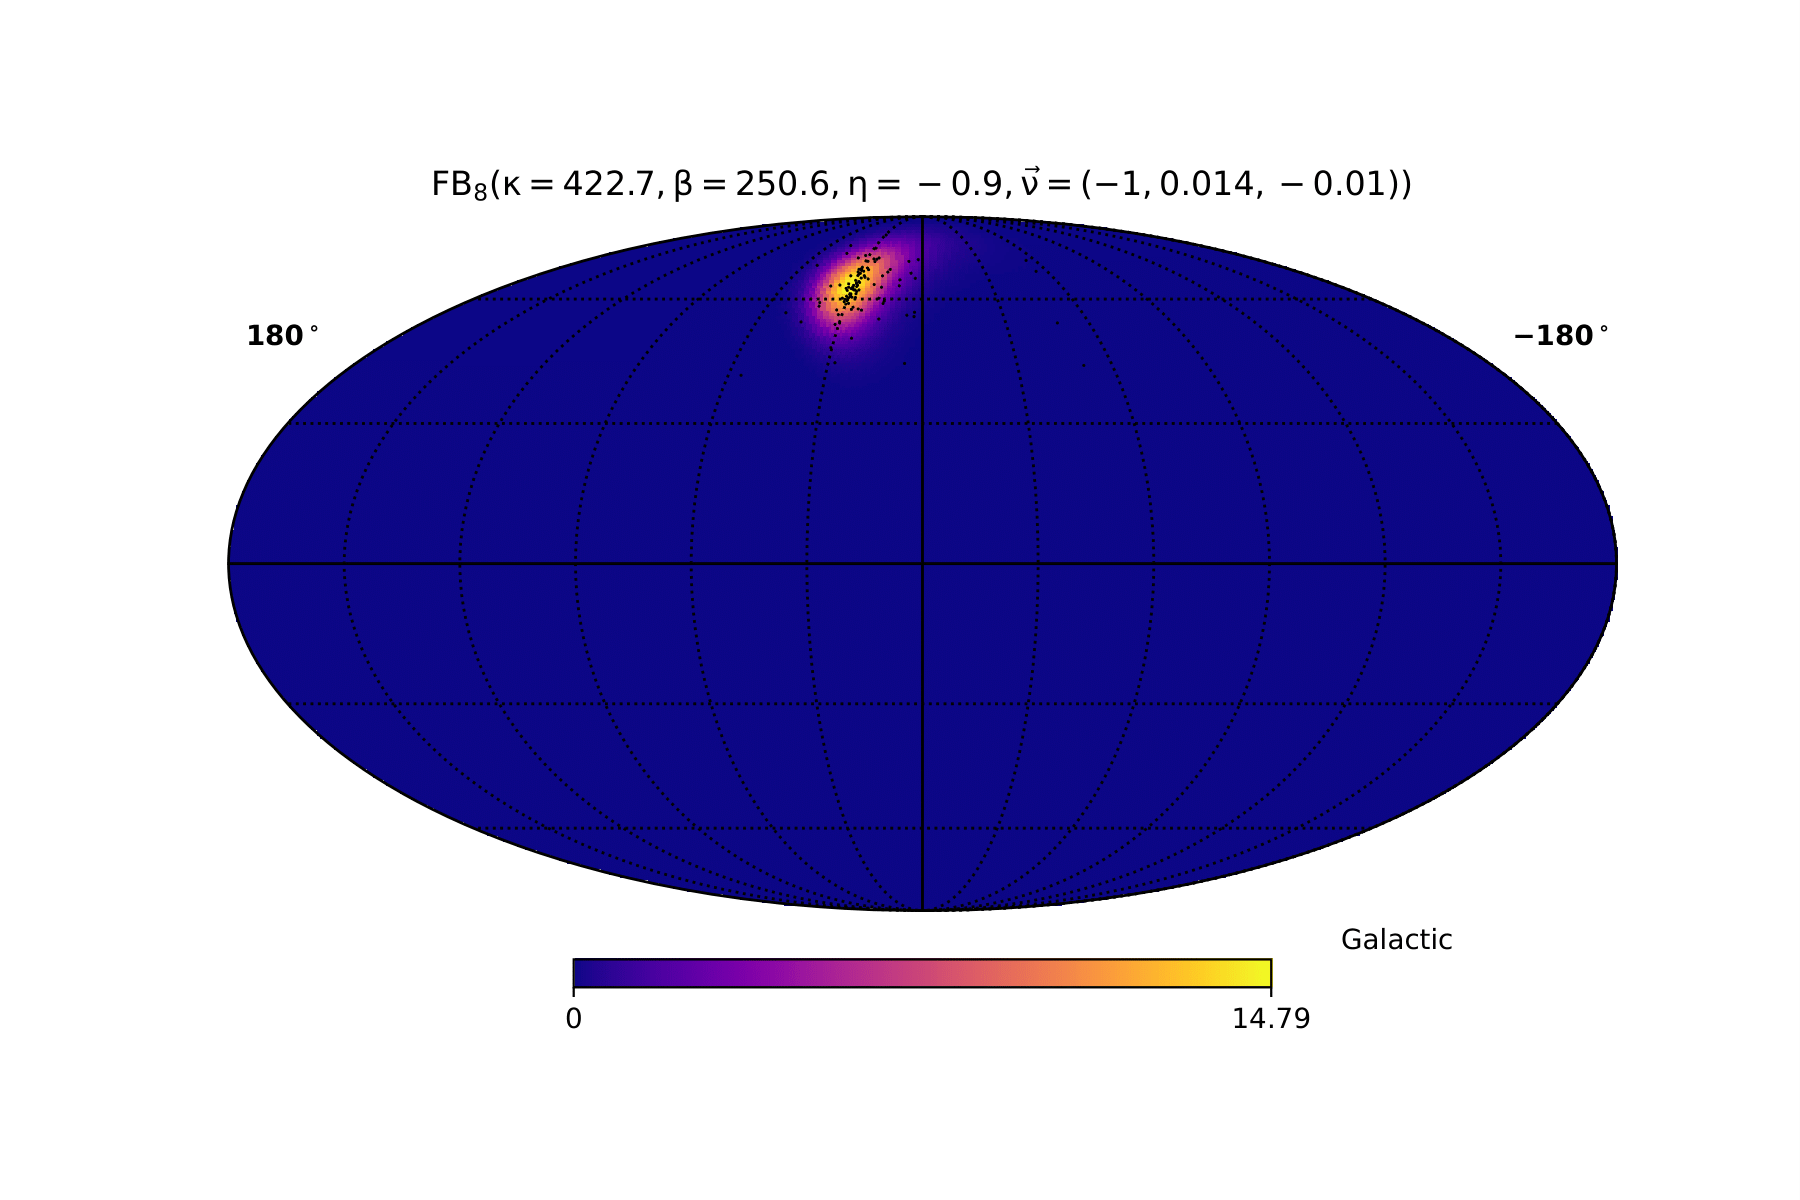 FB₈(κ = 422.7, β = 250.6, η = −0.9, ν⃗ = (−1, 0.014, −0.01))
180°
−180°
Galactic
0
14.79